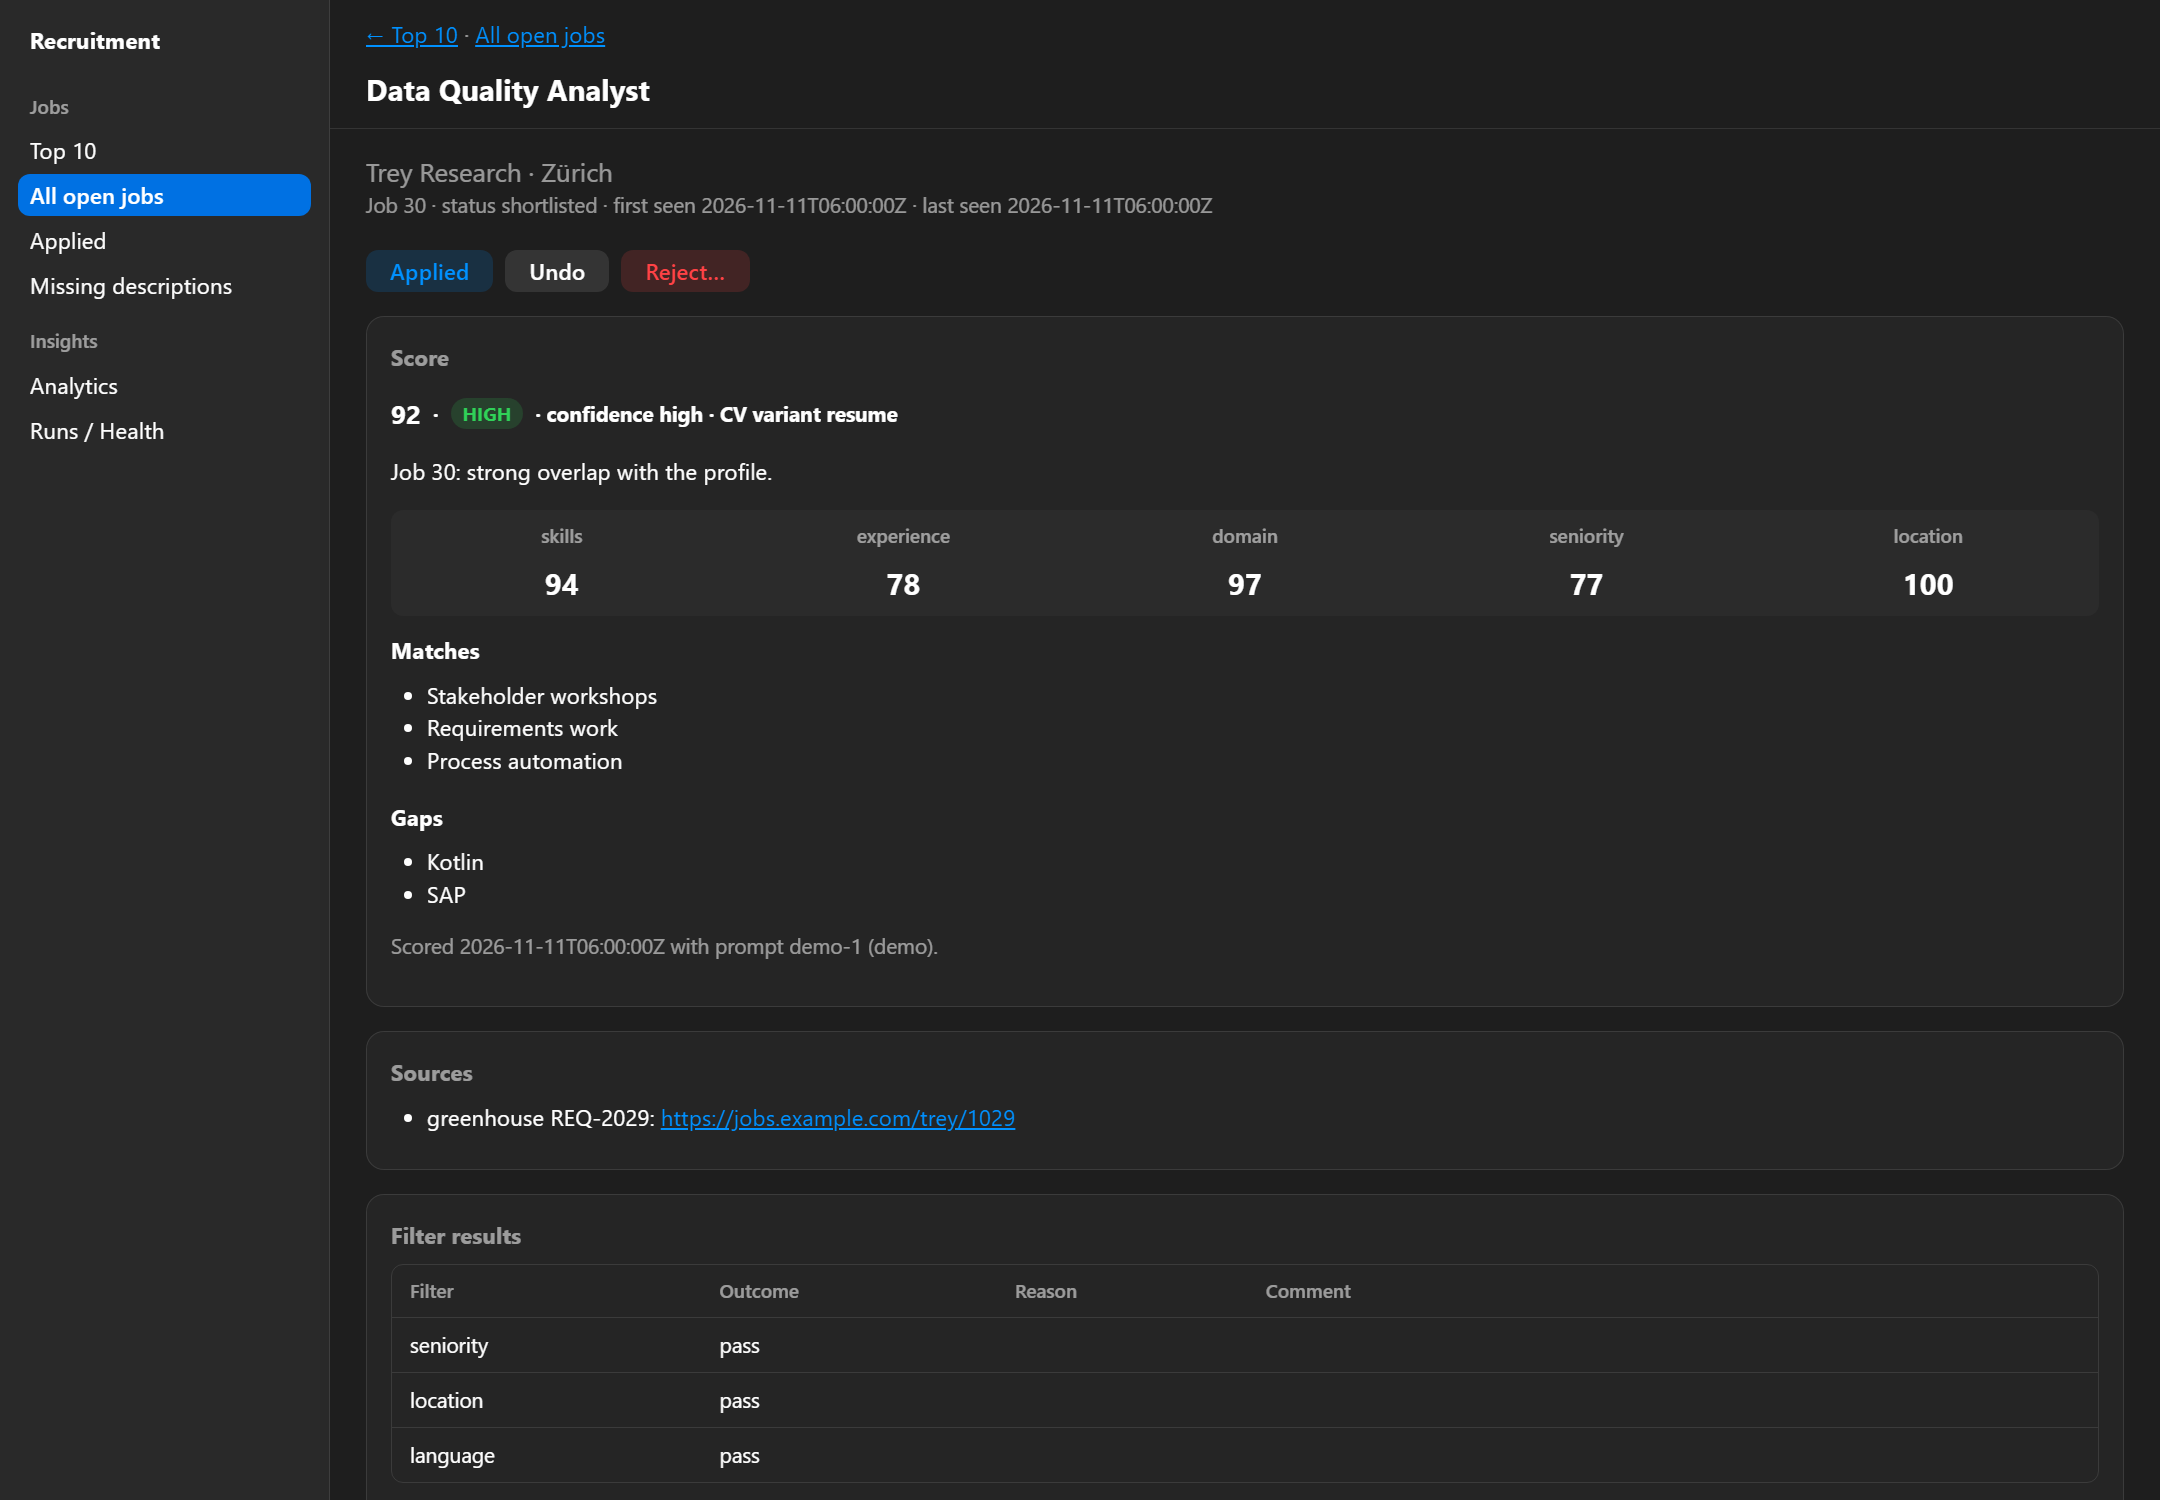 Recruitment
Jobs
Top 10
All open jobs
Applied
Missing descriptions
Insights
Analytics
Runs / Health
← Top 10 · All open jobs
Data Quality Analyst
Trey Research · Zürich
Job 30 · status shortlisted · first seen 2026-11-11T06:00:00Z · last seen 2026-11-11T06:00:00Z
Applied Undo Reject...
Score
92 · HIGH · confidence high · CV variant resume
Job 30: strong overlap with the profile.
skills experience domain seniority location
94 78 97 77 100
Matches
• Stakeholder workshops
• Requirements work
• Process automation
Gaps
• Kotlin
• SAP
Scored 2026-11-11T06:00:00Z with prompt demo-1 (demo).
Sources
• greenhouse REQ-2029: https://jobs.example.com/trey/1029
Filter results
Filter Outcome Reason Comment
seniority pass
location pass
language pass